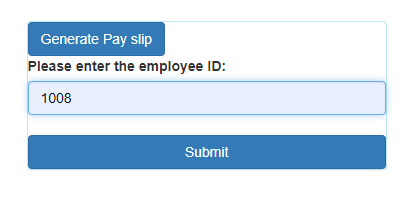 Generate Pay slip
Please enter the employee ID:
1008
Submit